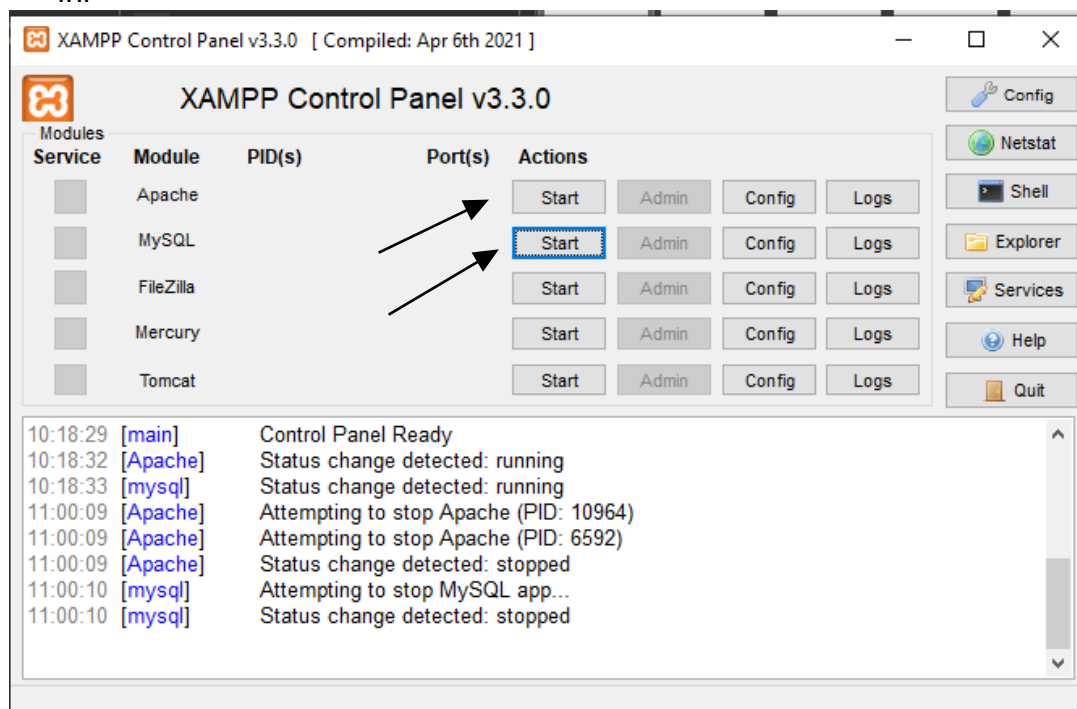 XAMPP Control Panel v3.3.0 [ Compiled: Apr 6th 2021 ]
XAMPP Control Panel v3.3.0
Config
Modules
Service Module PID(s) Port(s) Actions
Netstat
Apache Start Admin Config Logs
Shell
MySQL Start Admin Config Logs
Explorer
FileZilla Start Admin Config Logs
Services
Mercury Start Admin Config Logs
Help
Tomcat Start Admin Config Logs
Quit
10:18:29 [main] Control Panel Ready
10:18:32 [Apache] Status change detected: running
10:18:33 [mysql] Status change detected: running
11:00:09 [Apache] Attempting to stop Apache (PID: 10964)
11:00:09 [Apache] Attempting to stop Apache (PID: 6592)
11:00:09 [Apache] Status change detected: stopped
11:00:10 [mysql] Attempting to stop MySQL app...
11:00:10 [mysql] Status change detected: stopped